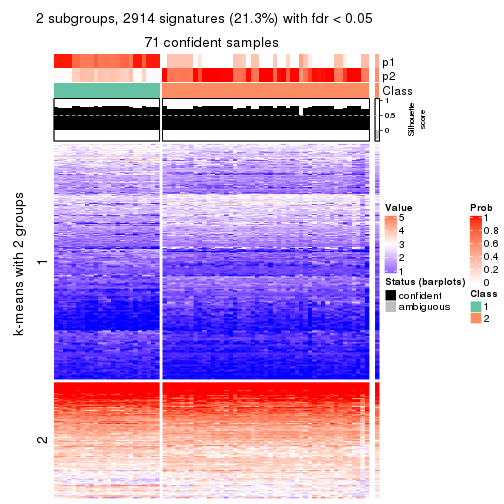 2 subgroups, 2914 signatures (21.3%) with fdr < 0.05
71 confident samples
p1
p2
Class
1
0.5
0
Silhouette
score
k-means with 2 groups
1
2
Value
5
4
3
2
1
Status (barplots)
confident
ambiguous
Prob
1
0.8
0.6
0.4
0.2
0
Class
1
2